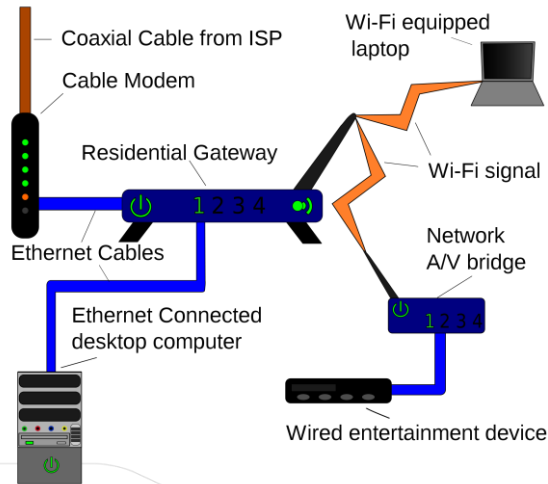 Wi-Fi equipped
laptop
Coaxial Cable from ISP
Cable Modem
Residential Gateway
Wi-Fi signal
1 2 3 4
Ethernet Cables
Network
A/V bridge
Ethernet Connected
desktop computer
1 2 3 4
Wired entertainment device